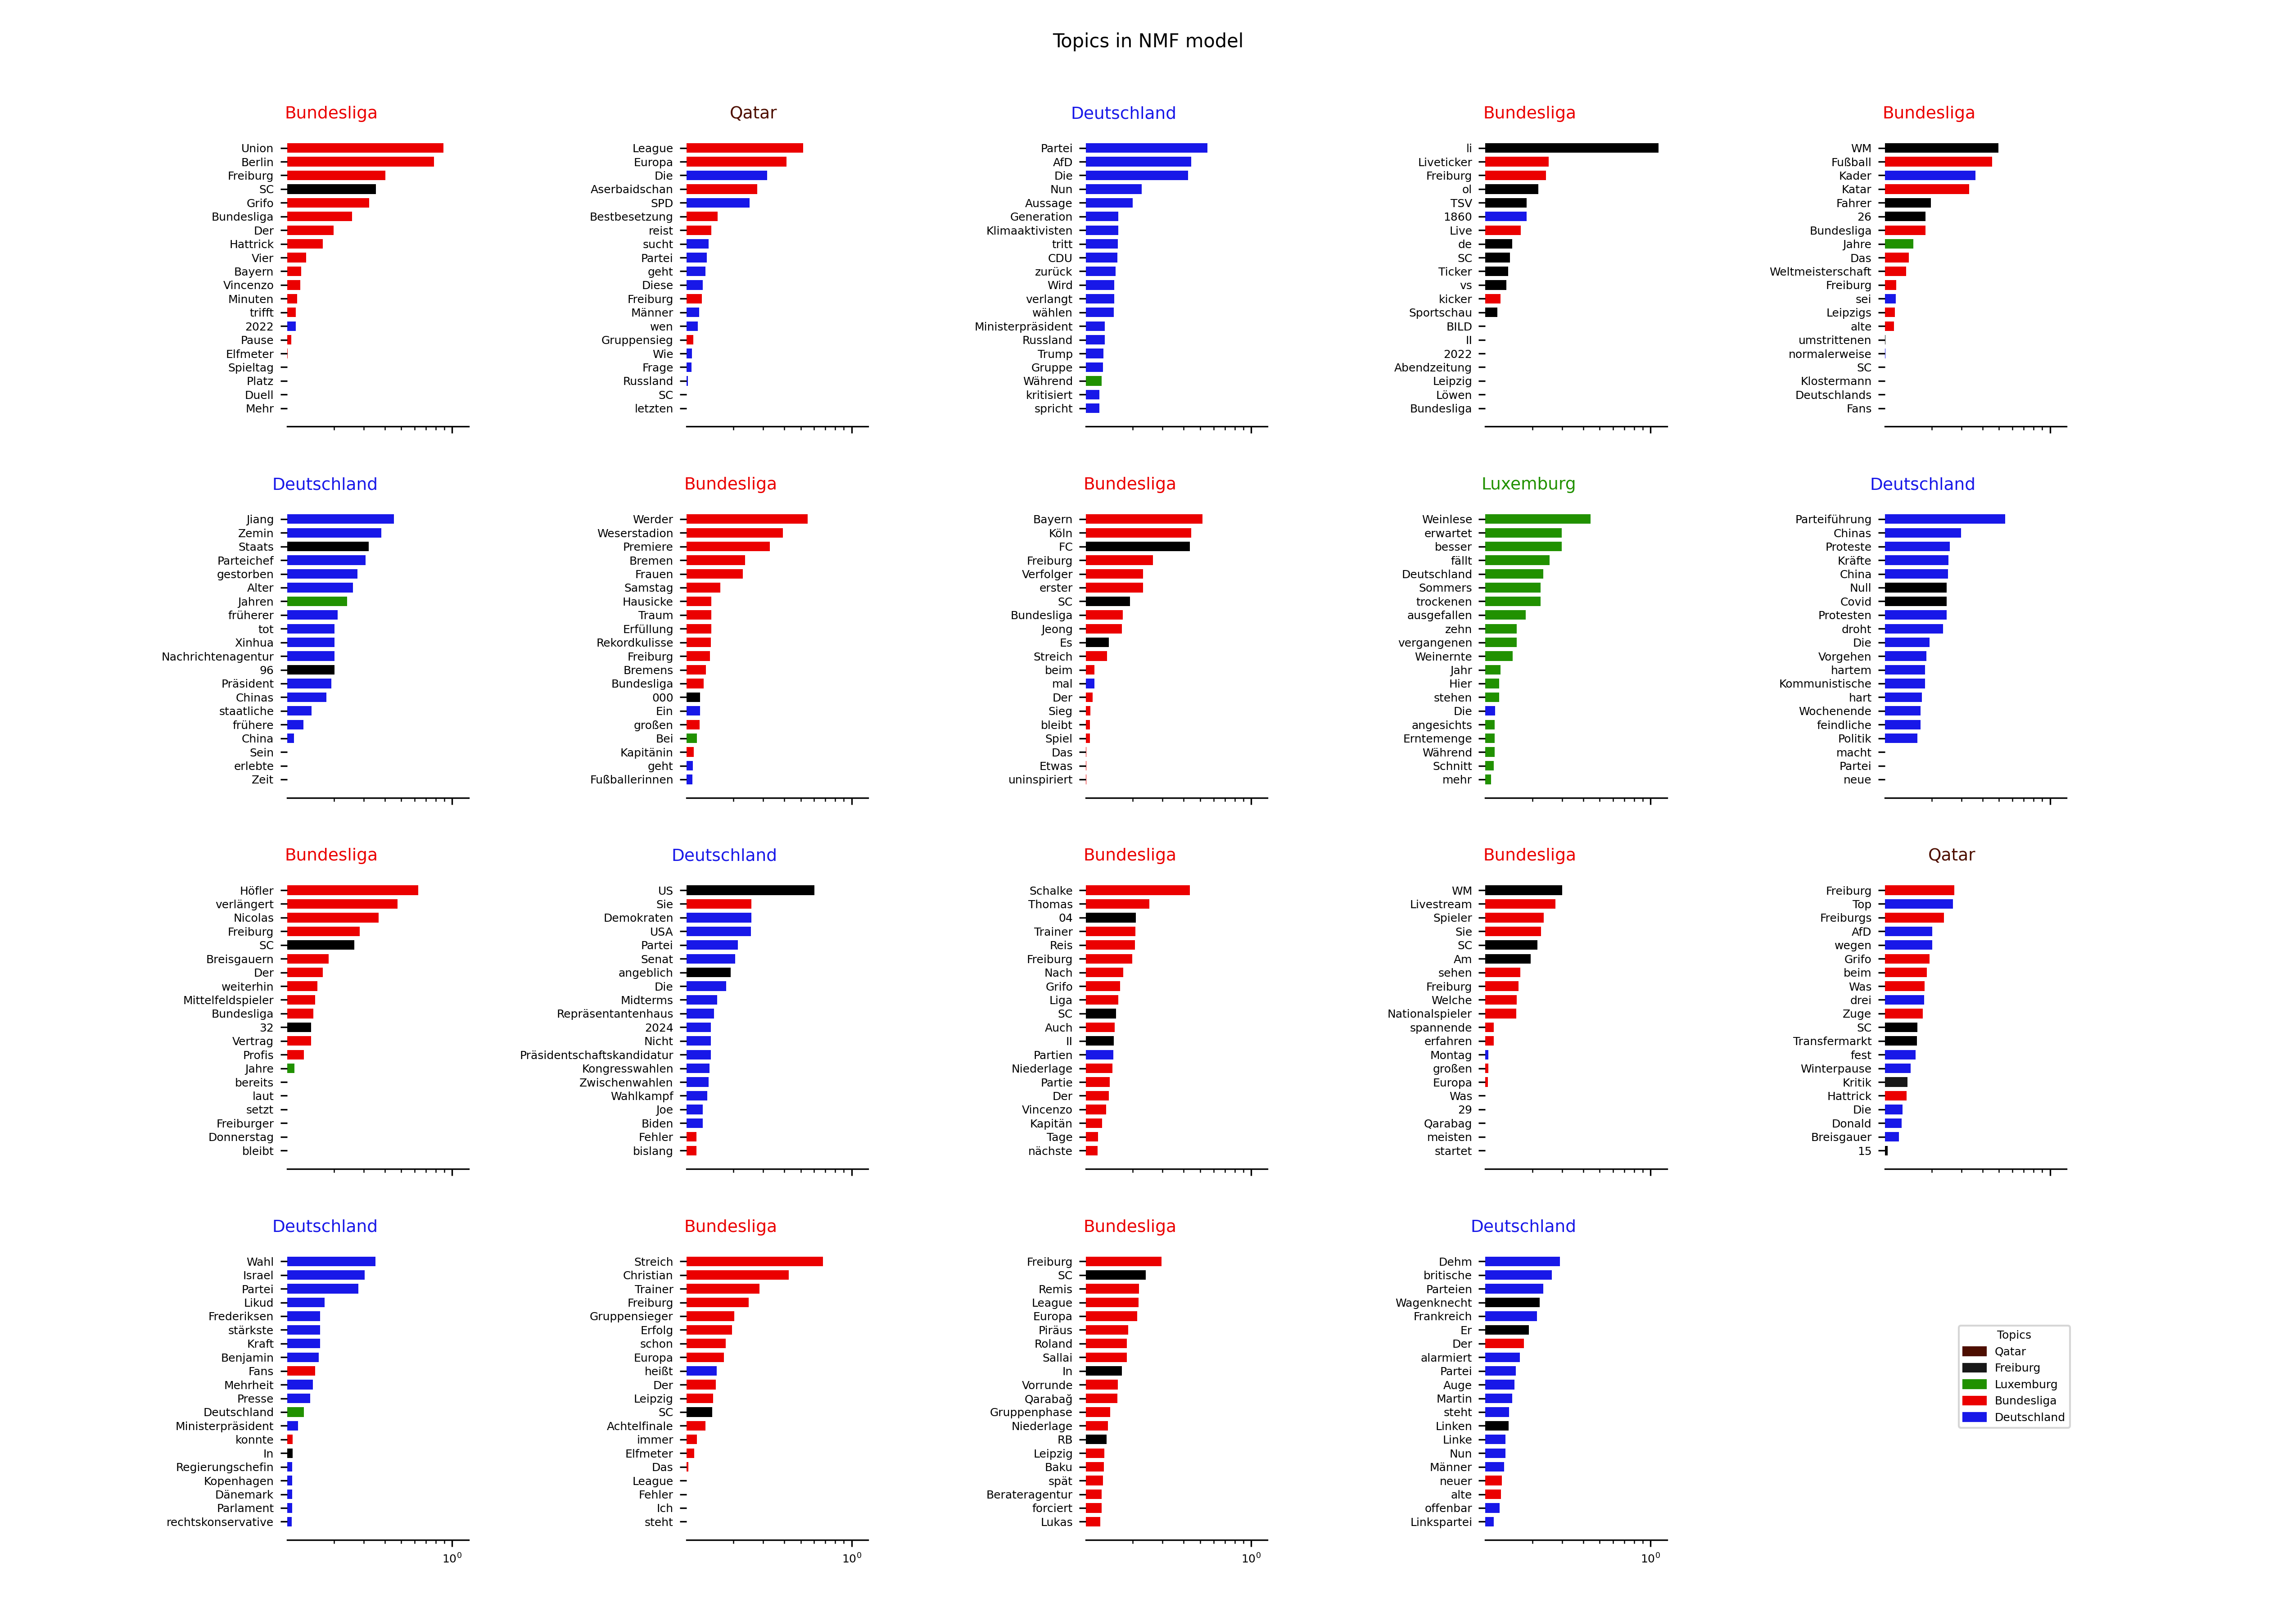 Topics in NMF model
Bundesliga
Union
Berlin
Freiburg
SC
Grifo
Bundesliga
Der
Hattrick
Vier
Bayern
Vincenzo
Minuten
trifft
2022
Pause
Elfmeter
Spieltag
Platz
Duell
Mehr
Qatar
League
Europa
Die
Aserbaidschan
SPD
Bestbesetzung
reist
sucht
Partei
geht
Diese
Freiburg
Männer
wen
Gruppensieg
Wie
Frage
Russland
SC
letzten
Deutschland
Partei
AfD
Die
Nun
Aussage
Generation
Klimaaktivisten
tritt
CDU
zurück
Wird
verlangt
wählen
Ministerpräsident
Russland
Trump
Gruppe
Während
kritisiert
spricht
Bundesliga
li
Liveticker
Freiburg
ol
TSV
1860
Live
de
SC
Ticker
vs
kicker
Sportschau
BILD
II
2022
Abendzeitung
Leipzig
Löwen
Bundesliga
Bundesliga
WM
Fußball
Kader
Katar
Fahrer
26
Bundesliga
Jahre
Das
Weltmeisterschaft
Freiburg
sei
Leipzigs
alte
umstrittenen
normalerweise
SC
Klostermann
Deutschlands
Fans
Deutschland
Jiang
Zemin
Staats
Parteichef
gestorben
Alter
Jahren
früherer
tot
Xinhua
Nachrichtenagentur
96
Präsident
Chinas
staatliche
frühere
China
Sein
erlebte
Zeit
Bundesliga
Werder
Weserstadion
Premiere
Bremen
Frauen
Samstag
Hausicke
Traum
Erfüllung
Rekordkulisse
Freiburg
Bremens
Bundesliga
000
Ein
großen
Bei
Kapitänin
geht
Fußballerinnen
Bundesliga
Bayern
Köln
FC
Freiburg
Verfolger
erster
SC
Bundesliga
Jeong
Es
Streich
beim
mal
Der
Sieg
bleibt
Spiel
Das
Etwas
uninspiriert
Luxemburg
Weinlese
erwartet
besser
fällt
Deutschland
Sommers
trockenen
ausgefallen
zehn
vergangenen
Weinernte
Jahr
Hier
stehen
Die
angesichts
Erntemenge
Während
Schnitt
mehr
Deutschland
Parteiführung
Chinas
Proteste
Kräfte
China
Null
Covid
Protesten
droht
Die
Vorgehen
hartem
Kommunistische
hart
Wochenende
feindliche
Politik
macht
Partei
neue
Bundesliga
Höfler
verlängert
Nicolas
Freiburg
SC
Breisgauern
Der
weiterhin
Mittelfeldspieler
Bundesliga
32
Vertrag
Profis
Jahre
bereits
laut
setzt
Freiburger
Donnerstag
bleibt
Deutschland
US
Sie
Demokraten
USA
Partei
Senat
angeblich
Die
Midterms
Repräsentantenhaus
2024
Nicht
Präsidentschaftskandidatur
Kongresswahlen
Zwischenwahlen
Wahlkampf
Joe
Biden
Fehler
bislang
Bundesliga
Schalke
Thomas
04
Trainer
Reis
Freiburg
Nach
Grifo
Liga
SC
Auch
II
Partien
Niederlage
Partie
Der
Vincenzo
Kapitän
Tage
nächste
Bundesliga
WM
Livestream
Spieler
Sie
SC
Am
sehen
Freiburg
Welche
Nationalspieler
spannende
erfahren
Montag
großen
Europa
Was
29
Qarabag
meisten
startet
Qatar
Freiburg
Top
Freiburgs
AfD
wegen
Grifo
beim
Was
drei
Zuge
SC
Transfermarkt
fest
Winterpause
Kritik
Hattrick
Die
Donald
Breisgauer
15
Deutschland
Wahl
Israel
Partei
Likud
Frederiksen
stärkste
Kraft
Benjamin
Fans
Mehrheit
Presse
Deutschland
Ministerpräsident
konnte
In
Regierungschefin
Kopenhagen
Dänemark
Parlament
rechtskonservative
10⁰
Bundesliga
Streich
Christian
Trainer
Freiburg
Gruppensieger
Erfolg
schon
Europa
heißt
Der
Leipzig
SC
Achtelfinale
immer
Elfmeter
Das
League
Fehler
Ich
steht
10⁰
Bundesliga
Freiburg
SC
Remis
League
Europa
Piräus
Roland
Sallai
In
Vorrunde
Qarabağ
Gruppenphase
Niederlage
RB
Leipzig
Baku
spät
Berateragentur
forciert
Lukas
10⁰
Deutschland
Dehm
britische
Parteien
Wagenknecht
Frankreich
Er
Der
alarmiert
Partei
Auge
Martin
steht
Linken
Linke
Nun
Männer
neuer
alte
offenbar
Linkspartei
10⁰
Topics
Qatar
Freiburg
Luxemburg
Bundesliga
Deutschland